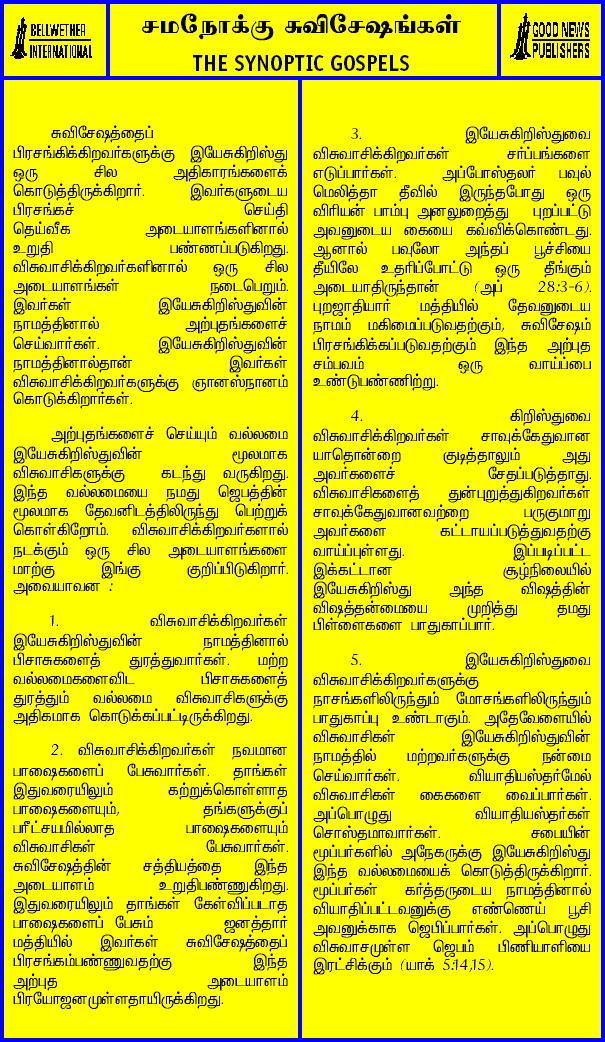 BELLWETHER
INTERNATIONAL
சமநோக்கு சுவிசேஷங்கள்
THE SYNOPTIC GOSPELS
GOOD NEWS
PUBLISHERS
சுவிசேஷத்தைப்
பிரசங்கிக்கிறவர்களுக்கு இயேசுகிறிஸ்து
ஒரு சில அதிகாரங்களைக்
கொடுத்திருக்கிறார். இவர்களுடைய
பிரசங்கச் செய்தி
தெய்வீக அடையாளங்களினால்
உறுதி பண்ணப்படுகிறது.
விசுவாசிக்கிறவர்களினால் ஒரு சில
அடையாளங்கள் நடைபெறும்.
இவர்கள் இயேசுகிறிஸ்துவின்
நாமத்தினால் அற்புதங்களைச்
செய்வார்கள். இயேசுகிறிஸ்துவின்
நாமத்தினால்தான் இவர்கள்
விசுவாசிக்கிறவர்களுக்கு ஞானஸ்நானம்
கொடுக்கிறார்கள்.
அற்புதங்களைச் செய்யும் வல்லமை
இயேசுகிறிஸ்துவின் மூலமாக
விசுவாசிகளுக்கு கடந்து வருகிறது.
இந்த வல்லமையை நமது ஜெபத்தின்
மூலமாக தேவனிடத்திலிருந்து பெற்றுக்
கொள்கிறோம். விசுவாசிக்கிறவர்களால்
நடக்கும் ஒரு சில அடையாளங்களை
மாற்கு இங்கு குறிப்பிடுகிறார்.
அவையாவன :
1. விசுவாசிக்கிறவர்கள்
இயேசுகிறிஸ்துவின் நாமத்தினால்
பிசாசுகளைத் துரத்துவார்கள். மற்ற
வல்லமைகளைவிட பிசாசுகளைத்
துரத்தும் வல்லமை விசுவாசிகளுக்கு
அதிகமாக கொடுக்கப்பட்டிருக்கிறது.
2. விசுவாசிக்கிறவர்கள் நவமான
பாஷைகளைப் பேசுவார்கள். தாங்கள்
இதுவரையிலும் கற்றுக்கொள்ளாத
பாஷைகளையும், தங்களுக்குப்
பரீட்சயமில்லாத பாஷைகளையும்
விசுவாசிகள் பேசுவார்கள்.
சுவிசேஷத்தின் சத்தியத்தை இந்த
அடையாளம் உறுதிபண்ணுகிறது.
இதுவரையிலும் தாங்கள் கேள்விப்படாத
பாஷைகளைப் பேசும் ஜனத்தார்
மத்தியில் இவர்கள் சுவிசேஷத்தைப்
பிரசங்கம்பண்ணுவதற்கு இந்த
அற்புத அடையாளம்
பிரயோஜனமுள்ளதாயிருக்கிறது.
3. இயேசுகிறிஸ்துவை
விசுவாசிக்கிறவர்கள் சர்ப்பங்களை
எடுப்பார்கள். அப்போஸ்தலர் பவுல்
மெலித்தா தீவில் இருந்தபோது ஒரு
விரியன் பாம்பு அனலுறைத்து புறப்பட்டு
அவனுடைய கையை கவ்விக்கொண்டது.
ஆனால் பவுலோ அந்தப் பூச்சியை
தீயிலே உதரிப்போட்டு ஒரு தீங்கும்
அடையாதிருந்தான் (அப் 28:3-6).
புறஜாதியார் மத்தியில் தேவனுடைய
நாமம் மகிமைப்படுவதற்கும், சுவிசேஷம்
பிரசங்கிக்கப்படுவதற்கும் இந்த அற்புத
சம்பவம் ஒரு வாய்ப்பை
உண்டுபண்ணிற்று.
4. கிறிஸ்துவை
விசுவாசிக்கிறவர்கள் சாவுக்கேதுவான
யாதொன்றை குடித்தாலும் அது
அவர்களைச் சேதப்படுத்தாது.
விசுவாசிகளைத் துன்புறுத்துகிறவர்கள்
சாவுக்கேதுவானவற்றை பருகுமாறு
அவர்களை கட்டாயப்படுத்துவதற்கு
வாய்ப்புள்ளது. இப்படிப்பட்ட
இக்கட்டான சூழ்நிலையில்
இயேசுகிறிஸ்து அந்த விஷத்தின்
விஷத்தன்மையை முறித்து தமது
பிள்ளைகளை பாதுகாப்பார்.
5. இயேசுகிறிஸ்துவை
விசுவாசிக்கிறவர்களுக்கு
நாசங்களிலிருந்தும் மோசங்களிலிருந்தும்
பாதுகாப்பு உண்டாகும். அதேவேளையில்
விசுவாசிகள் இயேசுகிறிஸ்துவின்
நாமத்தில் மற்றவர்களுக்கு நன்மை
செய்வார்கள். வியாதியஸ்தர்மேல்
விசுவாசிகள் கைகளை வைப்பார்கள்.
அப்பொழுது வியாதியஸ்தர்கள்
சொஸ்தமாவார்கள். சபையின்
மூப்பர்களில் அநேகருக்கு இயேசுகிறிஸ்து
இந்த வல்லமையைக் கொடுத்திருக்கிறார்.
மூப்பர்கள் கர்த்தருடைய நாமத்தினால்
வியாதிப்பட்டவனுக்கு எண்ணெய் பூசி
அவனுக்காக ஜெபிப்பார்கள். அப்பொழுது
விசுவாசமுள்ள ஜெபம் பிணியாளியை
இரட்சிக்கும் (யாக் 5:14,15).